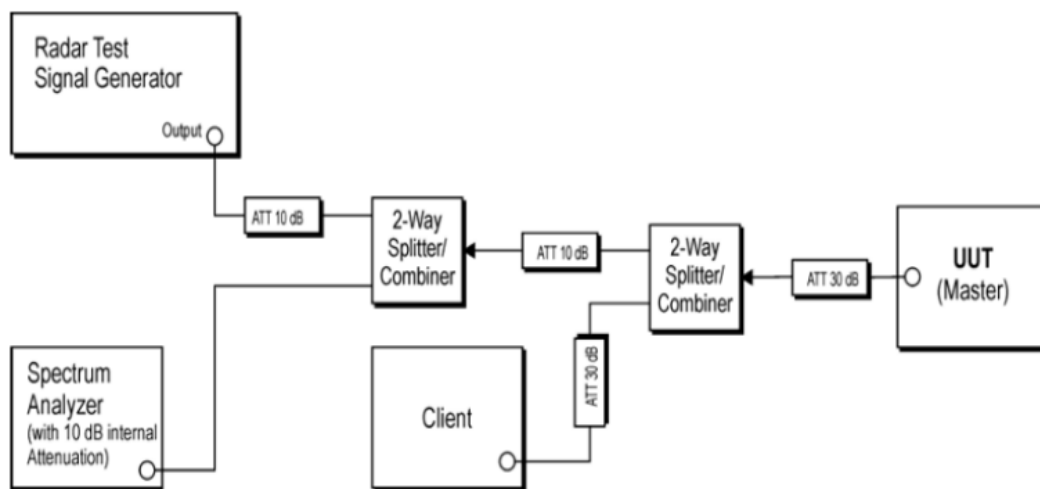 Radar Test
Signal Generator
Output
ATT 10 dB
2-Way
Splitter/
Combiner
ATT 10 dB
2-Way
Splitter/
Combiner
ATT 30 dB
UUT
(Master)
Spectrum
Analyzer
(with 10 dB internal
Attenuation)
Client
ATT 30 dB